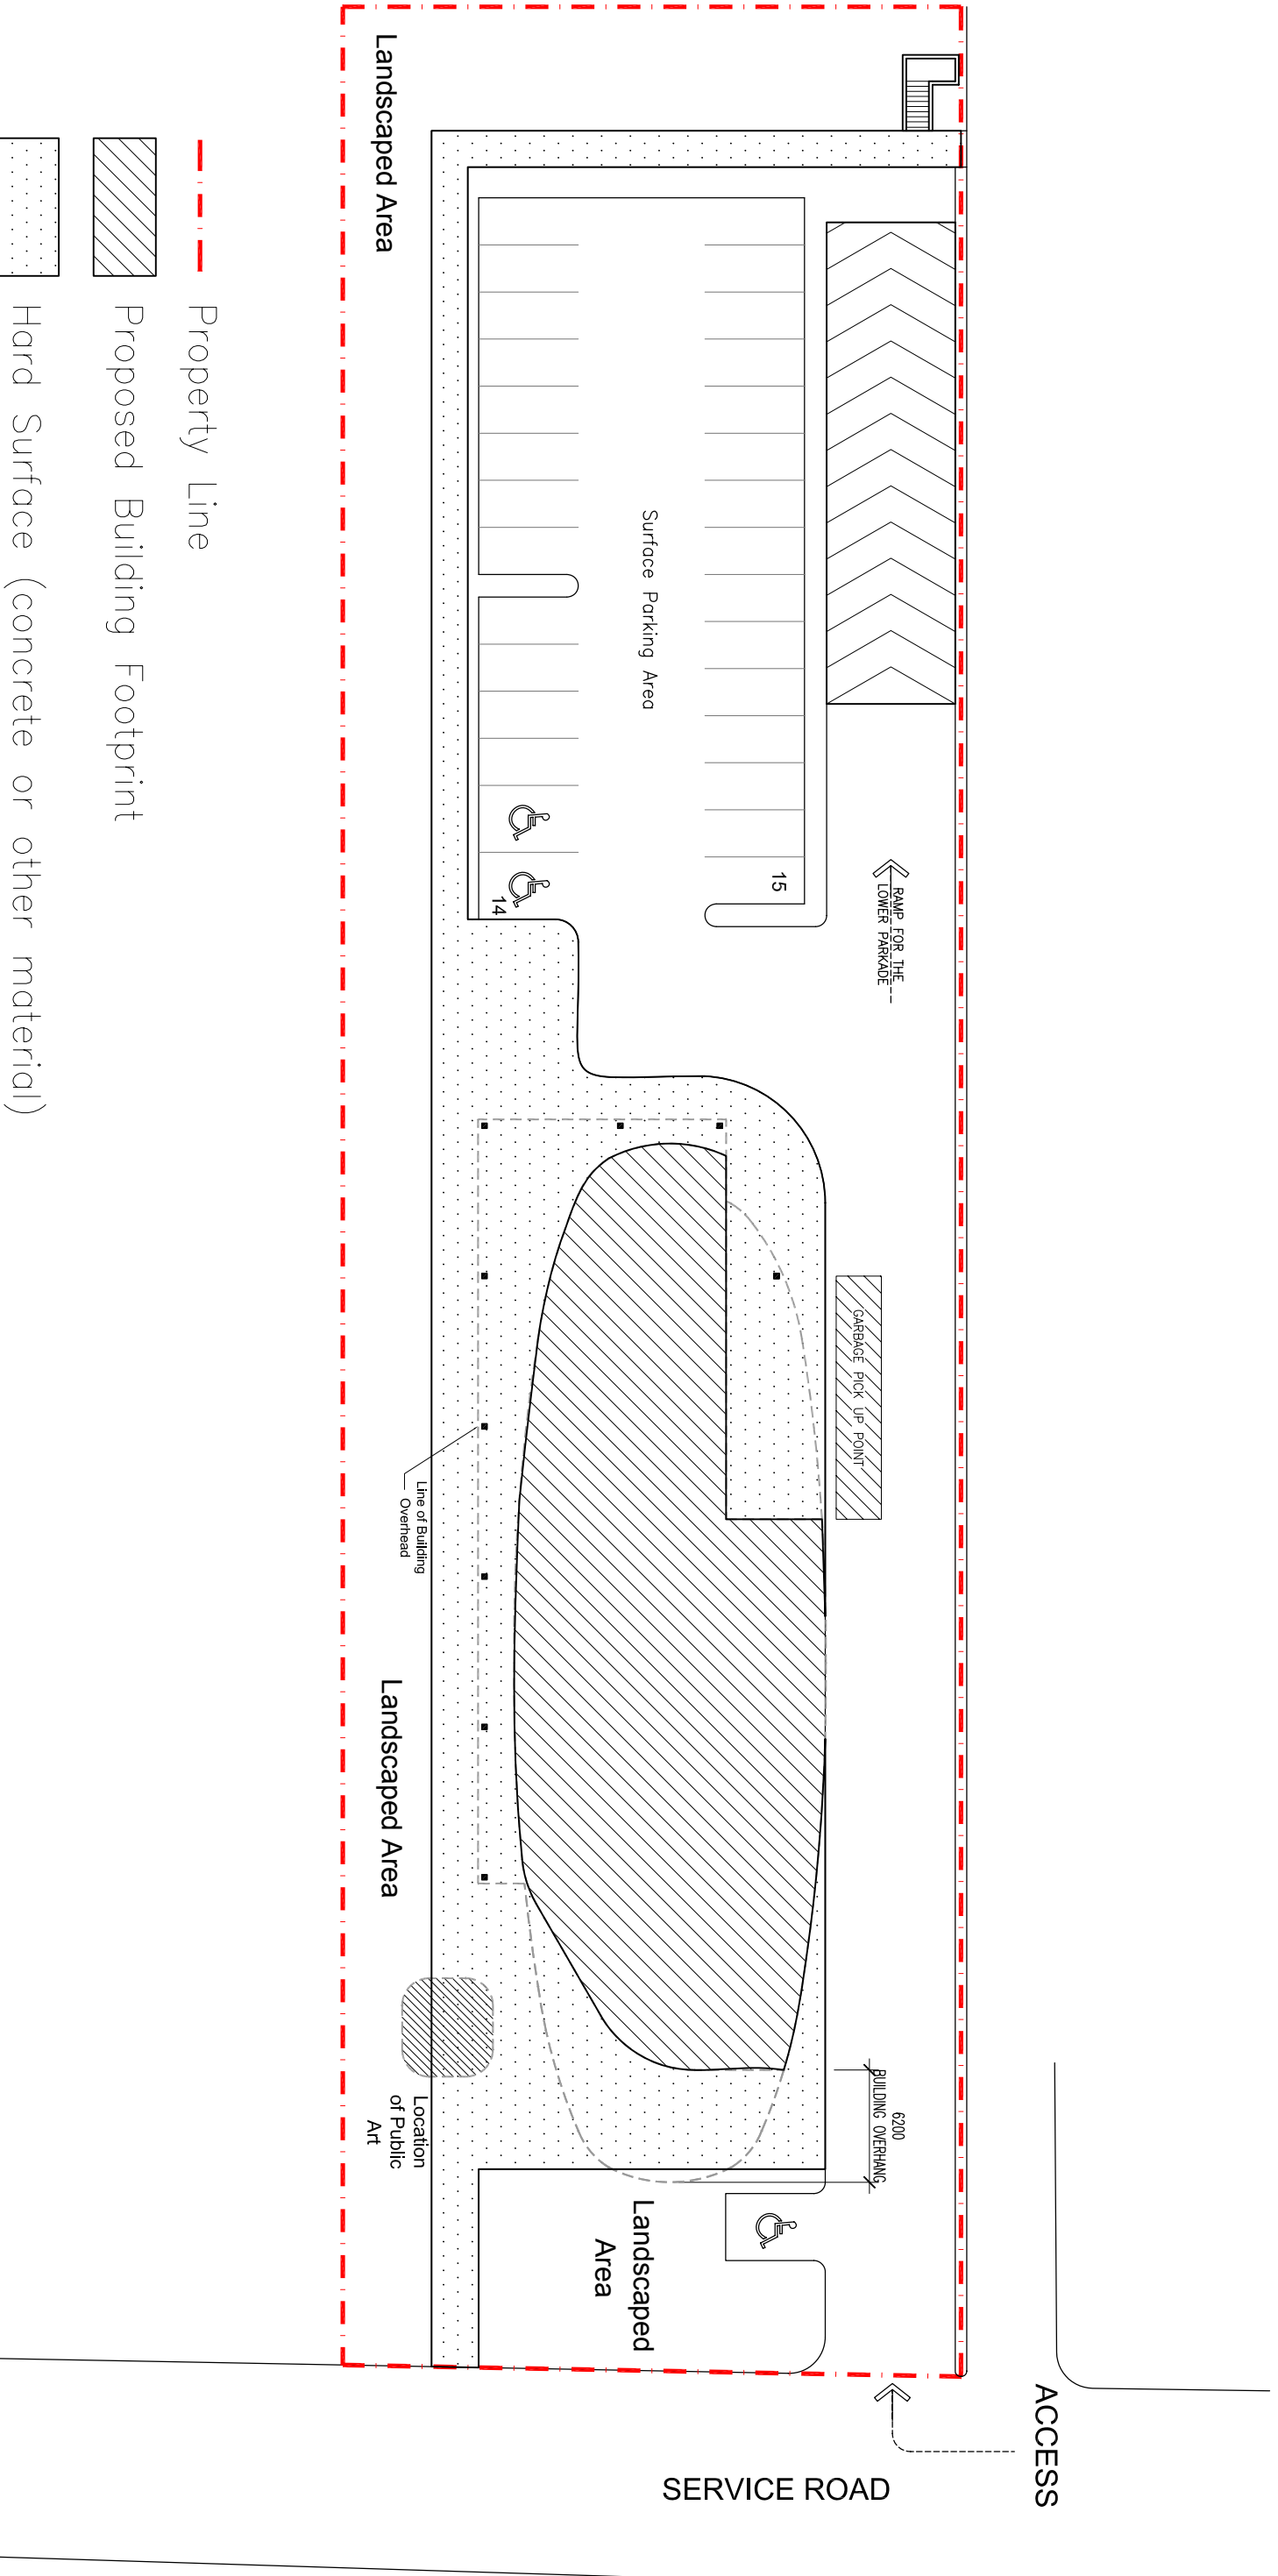 ACCESS
SERVICE ROAD
RAMP FOR THE
LOWER PARKADE
GARBAGE PICK UP POINT
6200
BUILDING OVERHANG
15
Surface Parking Area
14
Landscaped
Area
Line of Building
Overhead
Landscaped Area
Landscaped Area
Location
of Public
Art
Property Line
Proposed Building Footprint
Hard Surface (concrete or other material)